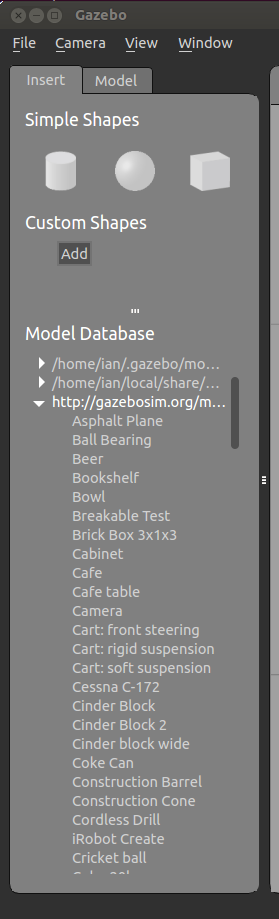 Gazebo
File Camera View Window
Insert Model
Simple Shapes
Custom Shapes
Add
Model Database
/home/ian/.gazebo/mo...
/home/ian/local/share/...
http://gazebosim.org/m...
Asphalt Plane
Ball Bearing
Beer
Bookshelf
Bowl
Breakable Test
Brick Box 3x1x3
Cabinet
Cafe
Cafe table
Camera
Cart: front steering
Cart: rigid suspension
Cart: soft suspension
Cessna C-172
Cinder Block
Cinder Block 2
Cinder block wide
Coke Can
Construction Barrel
Construction Cone
Cordless Drill
iRobot Create
Cricket ball